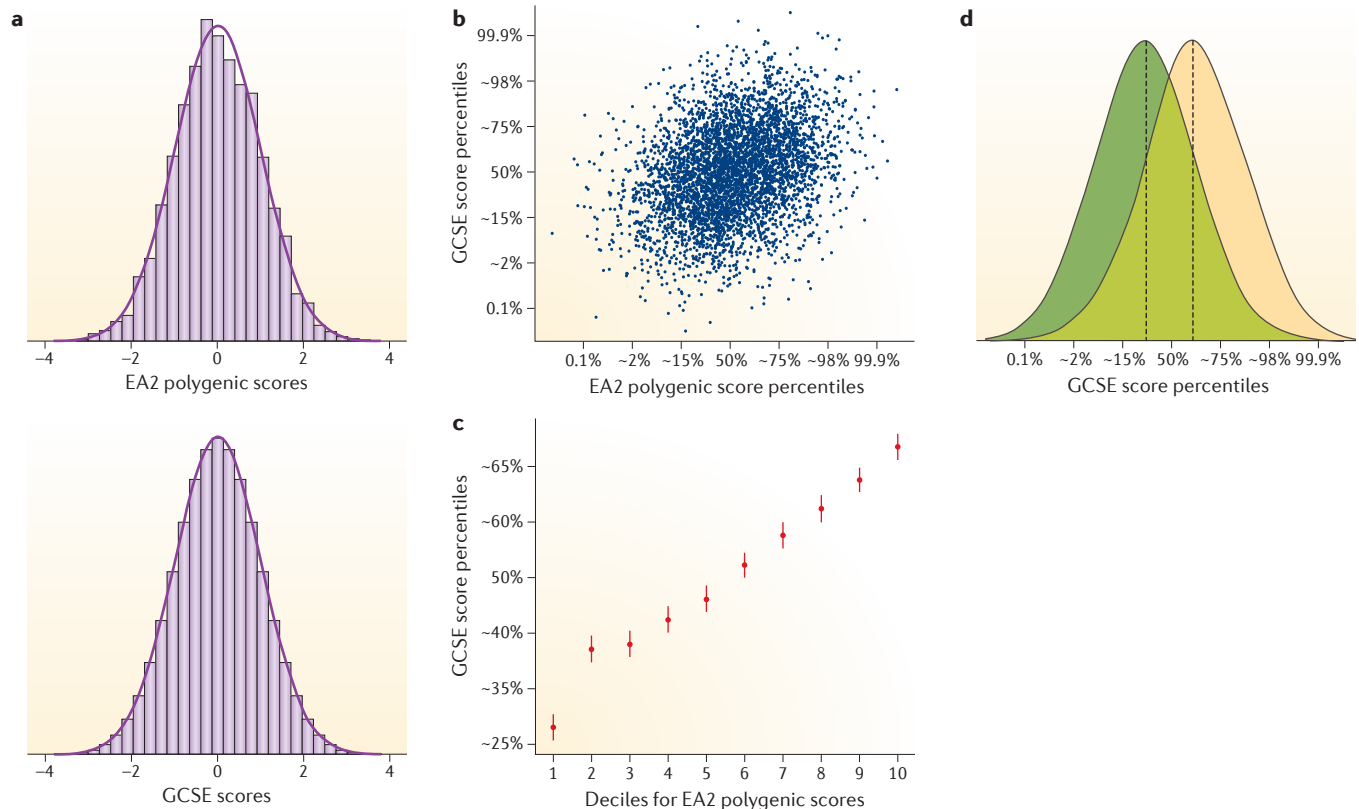 a
−4
−2
0
2
4
EA2 polygenic scores
−4
−2
0
2
4
GCSE scores
b
GCSE score percentiles
99.9%
~98%
~75%
50%
~15%
~2%
0.1%
0.1% ~2% ~15% 50% ~75% ~98% 99.9%
EA2 polygenic score percentiles
c
GCSE score percentiles
~65%
~60%
50%
~40%
~35%
~25%
1 2 3 4 5 6 7 8 9 10
Deciles for EA2 polygenic scores
d
0.1% ~2% ~15% 50% ~75% ~98% 99.9%
GCSE score percentiles